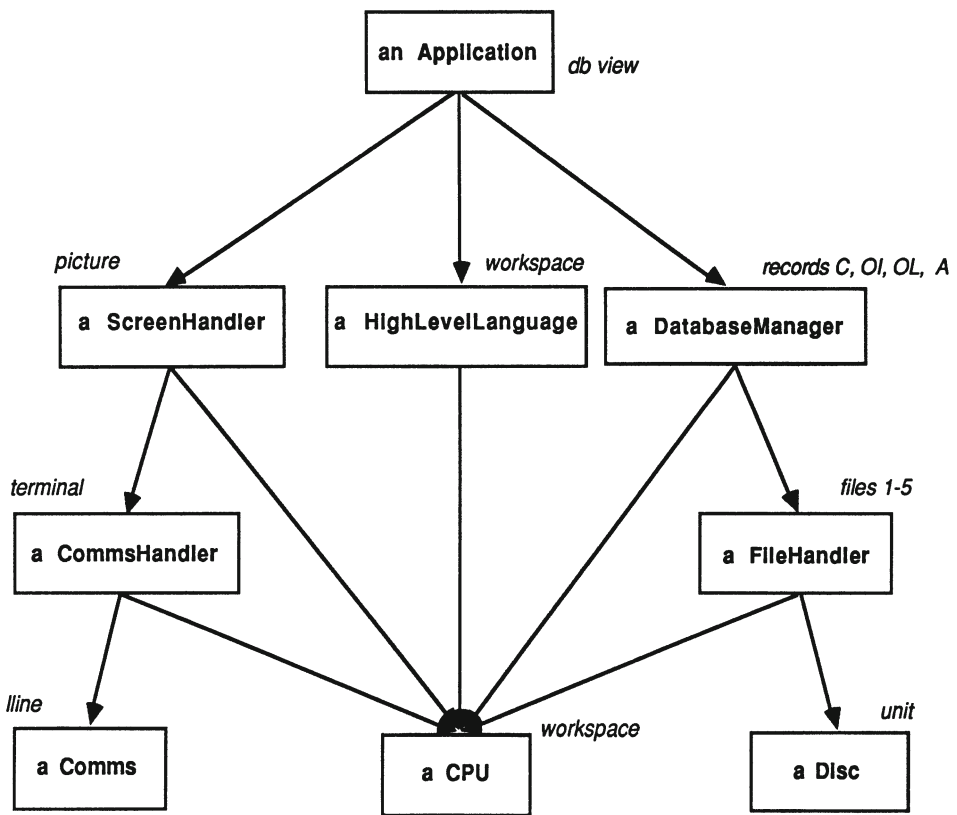 an Application
db view
picture
workspace
records C, OI, OL, A
a ScreenHandler
a HighLevelLanguage
a DatabaseManager
terminal
files 1-5
a CommsHandler
a FileHandler
lline
workspace
unit
a Comms
a CPU
a Disc